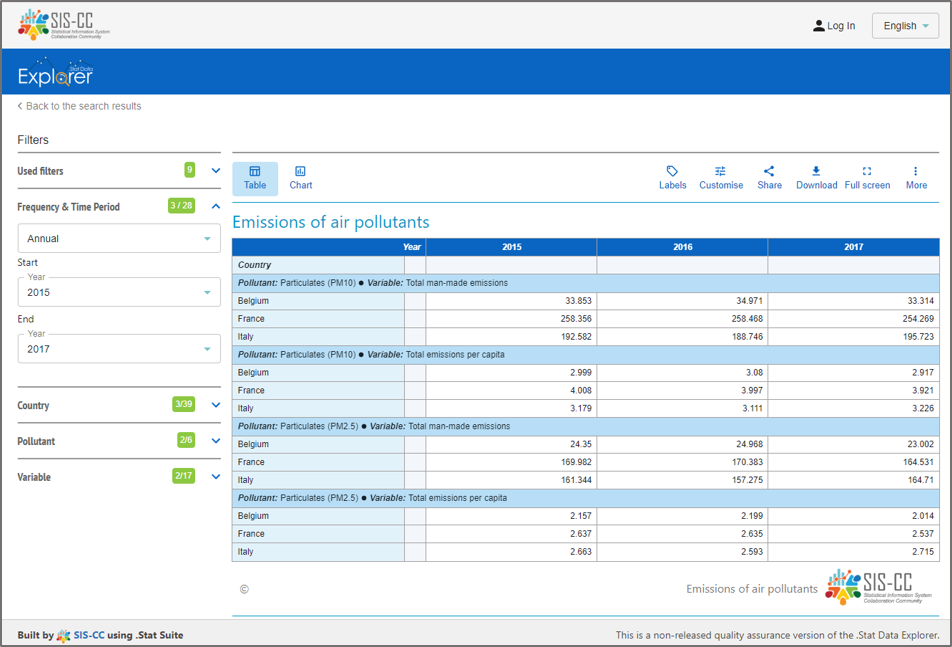 SIS-CC
Statistical Information System
Collaboration Community
Log In
English
.Stat Data
Explorer
Back to the search results
Filters
Used filters 9
Frequency & Time Period 3 / 28
Annual
Start
Year
2015
End
Year
2017
Country 3/39
Pollutant 2/6
Variable 2/17
Table
Chart
Labels
Customise
Share
Download
Full screen
More
Emissions of air pollutants
Year 2015 2016 2017
Country
Pollutant: Particulates (PM10) ● Variable: Total man-made emissions
Belgium 33.853 34.971 33.314
France 258.356 258.468 254.269
Italy 192.582 188.746 195.723
Pollutant: Particulates (PM10) ● Variable: Total emissions per capita
Belgium 2.999 3.08 2.917
France 4.008 3.997 3.921
Italy 3.179 3.111 3.226
Pollutant: Particulates (PM2.5) ● Variable: Total man-made emissions
Belgium 24.35 24.968 23.002
France 169.982 170.383 164.531
Italy 161.344 157.275 164.71
Pollutant: Particulates (PM2.5) ● Variable: Total emissions per capita
Belgium 2.157 2.199 2.014
France 2.637 2.635 2.537
Italy 2.663 2.593 2.715
©
Emissions of air pollutants
SIS-CC
Statistical Information System
Collaboration Community
Built by SIS-CC using .Stat Suite
This is a non-released quality assurance version of the .Stat Data Explorer.